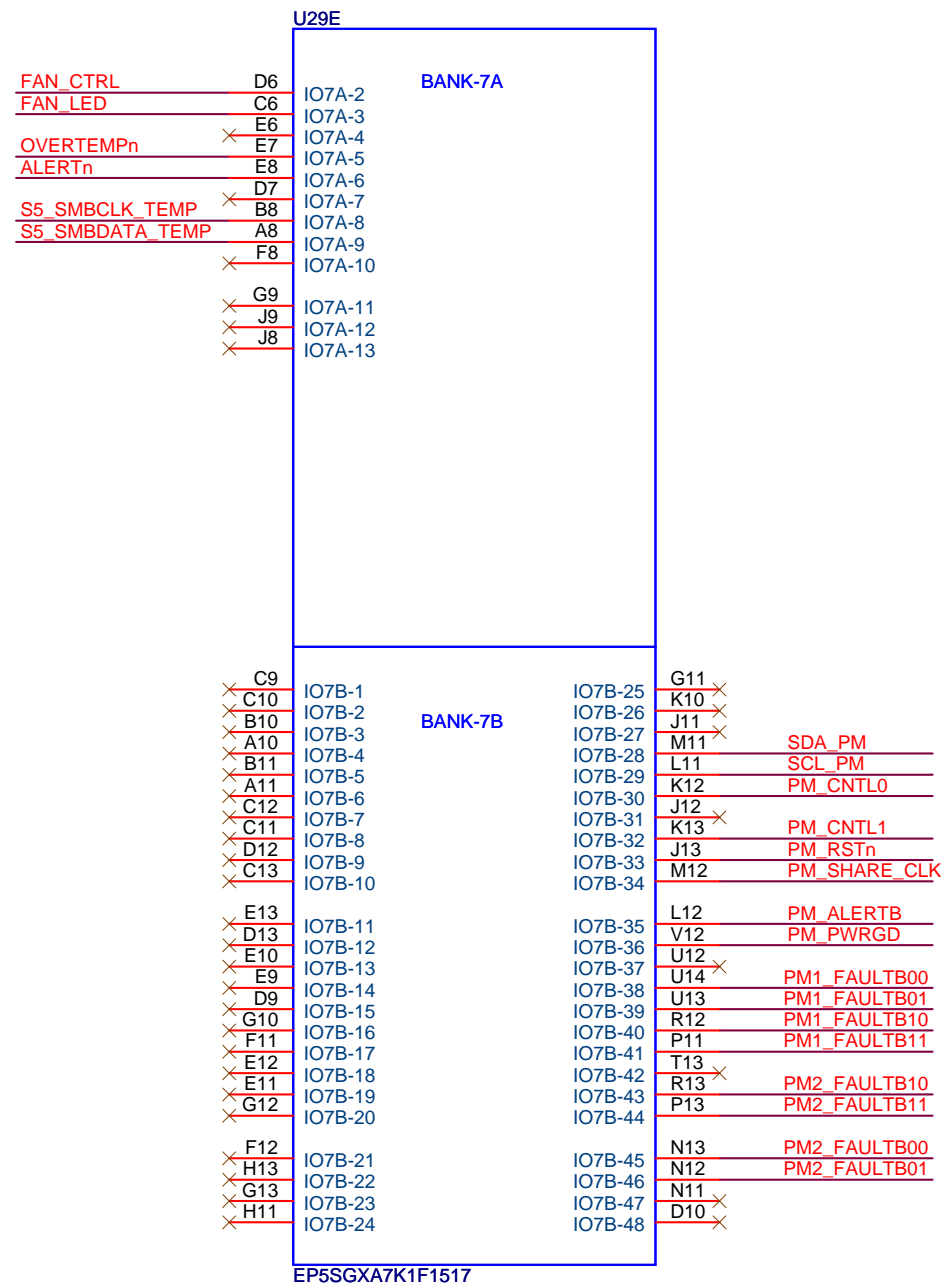 U29E
BANK-7A
FAN_CTRL D6 IO7A-2
FAN_LED C6 IO7A-3
E6 IO7A-4
OVERTEMPn E7 IO7A-5
ALERTn E8 IO7A-6
D7 IO7A-7
S5_SMBCLK_TEMP B8 IO7A-8
S5_SMBDATA_TEMP A8 IO7A-9
F8 IO7A-10
G9 IO7A-11
J9 IO7A-12
J8 IO7A-13
BANK-7B
C9 IO7B-1 IO7B-25 G11
C10 IO7B-2 IO7B-26 K10
B10 IO7B-3 IO7B-27 J11
A10 IO7B-4 IO7B-28 M11 SDA_PM
B11 IO7B-5 IO7B-29 L11 SCL_PM
A11 IO7B-6 IO7B-30 K12 PM_CNTL0
C12 IO7B-7 IO7B-31 J12
C11 IO7B-8 IO7B-32 K13 PM_CNTL1
D12 IO7B-9 IO7B-33 J13 PM_RSTn
C13 IO7B-10 IO7B-34 M12 PM_SHARE_CLK
E13 IO7B-11 IO7B-35 L12 PM_ALERTB
D13 IO7B-12 IO7B-36 V12 PM_PWRGD
E10 IO7B-13 IO7B-37 U12
E9 IO7B-14 IO7B-38 U14 PM1_FAULTB00
D9 IO7B-15 IO7B-39 U13 PM1_FAULTB01
G10 IO7B-16 IO7B-40 R12 PM1_FAULTB10
F11 IO7B-17 IO7B-41 P11 PM1_FAULTB11
E12 IO7B-18 IO7B-42 T13
E11 IO7B-19 IO7B-43 R13 PM2_FAULTB10
G12 IO7B-20 IO7B-44 P13 PM2_FAULTB11
F12 IO7B-21 IO7B-45 N13 PM2_FAULTB00
H13 IO7B-22 IO7B-46 N12 PM2_FAULTB01
G13 IO7B-23 IO7B-47 N11
H11 IO7B-24 IO7B-48 D10
EP5SGXA7K1F1517